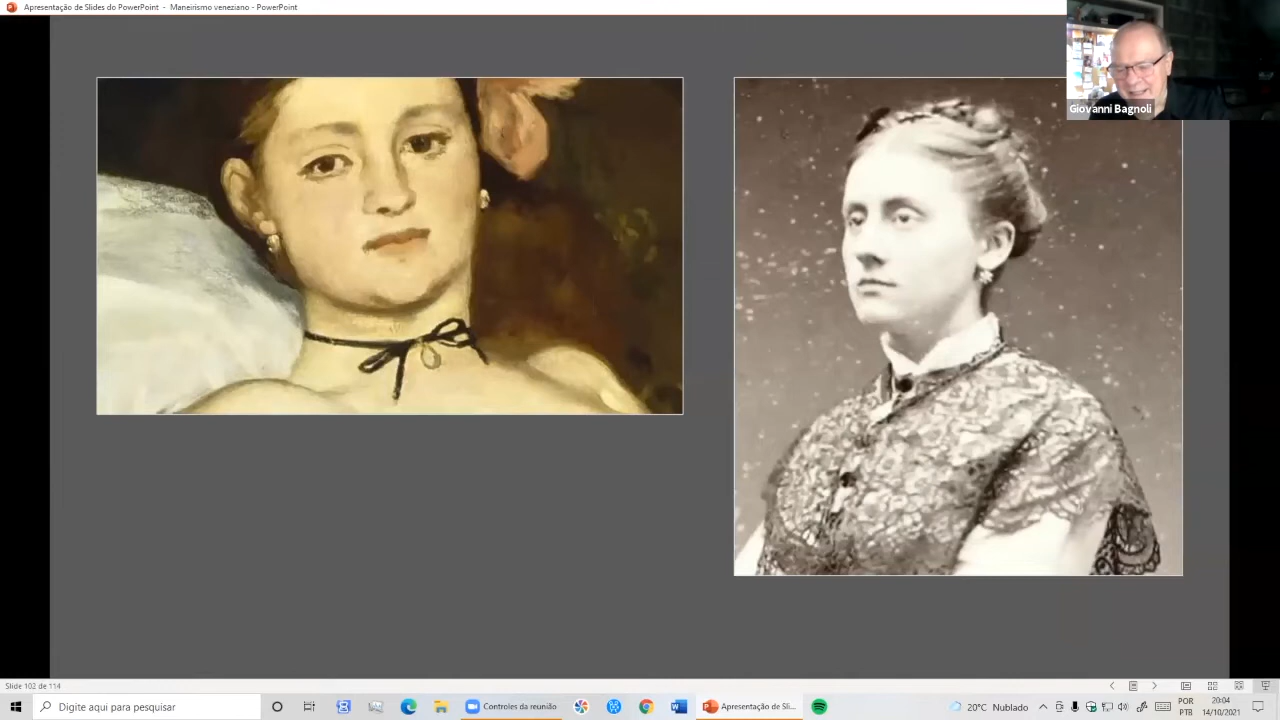 Apresentação de Slides do PowerPoint - Maneirismo veneziano - PowerPoint
Giovanni Bagnoli
Slide 102 de 114
Digite aqui para pesquisar
Controles da reunião
Apresentação de Sli...
20°C Nublado
POR
PTB
20:04
14/10/2021